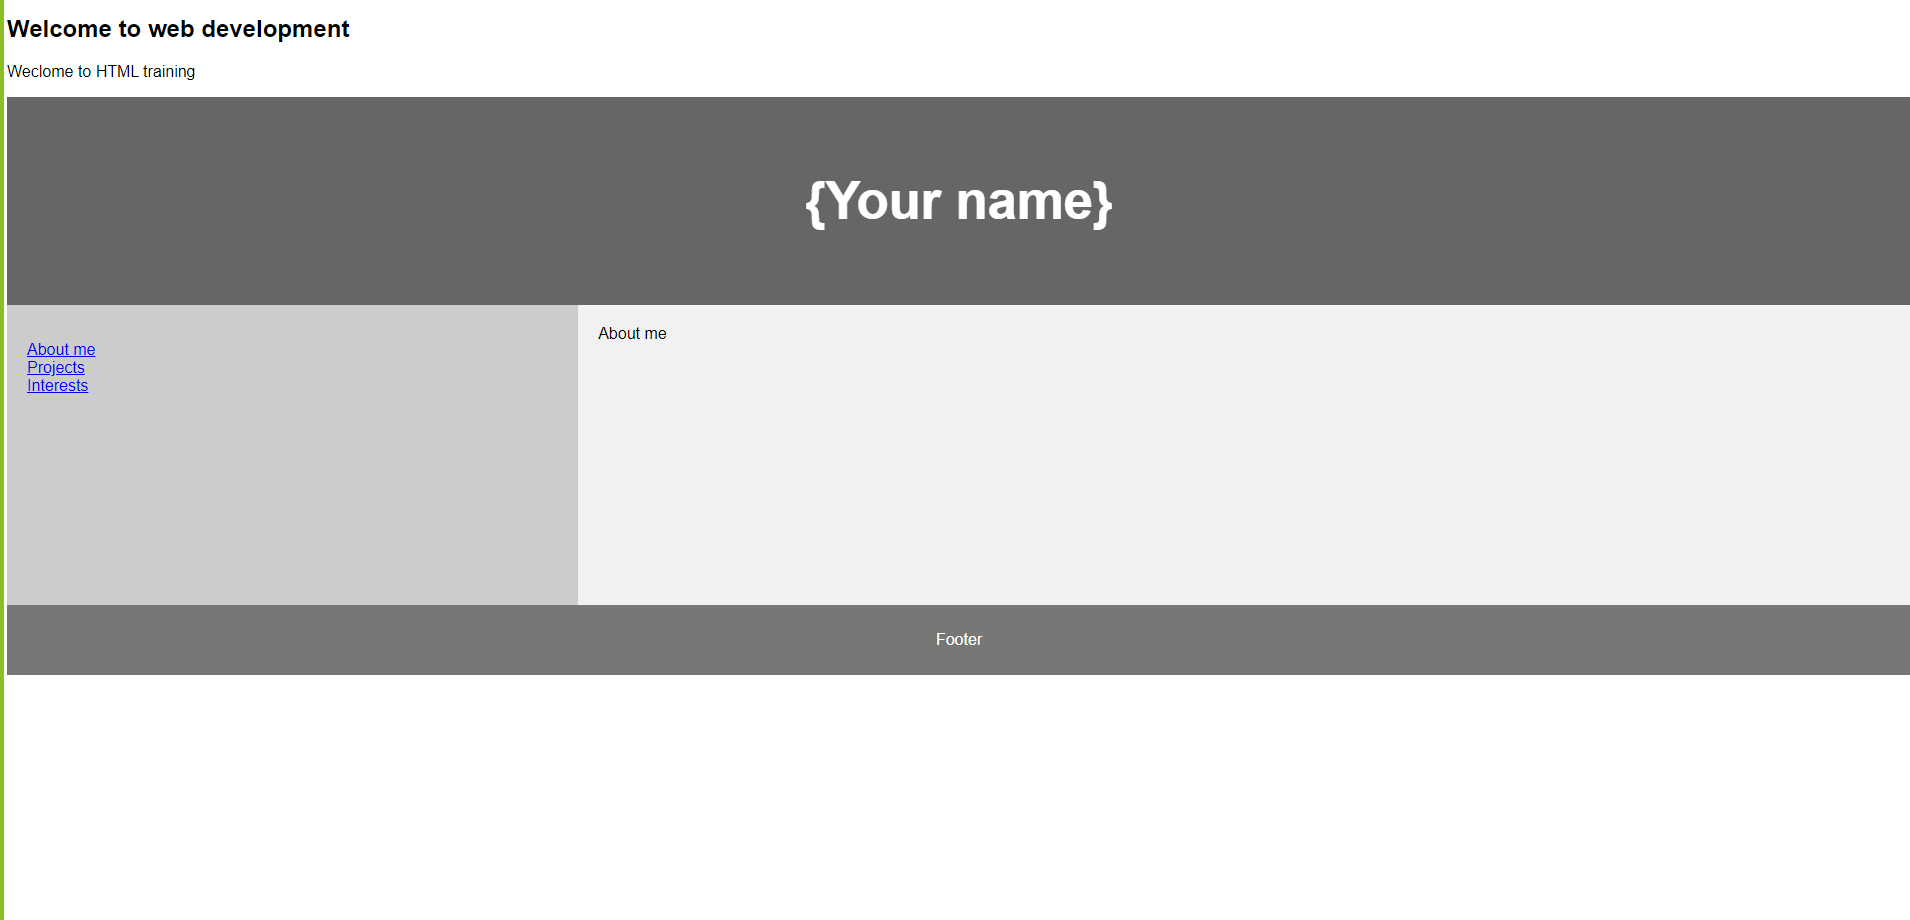 Welcome to web development
Weclome to HTML training
{Your name}
About me
Projects
Interests
About me
Footer